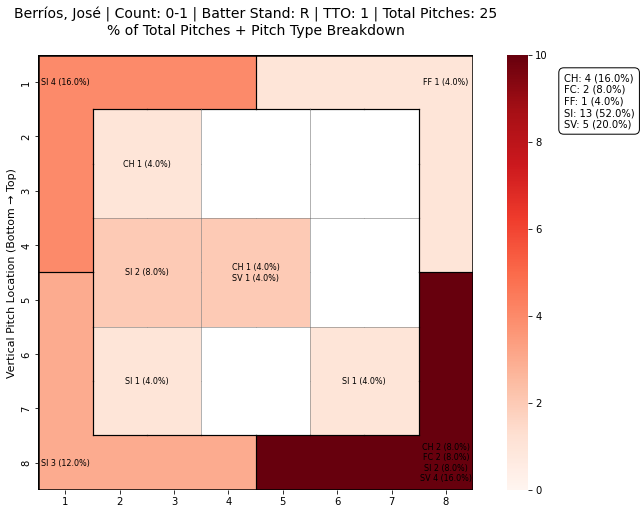 Berríos, José | Count: 0-1 | Batter Stand: R | TTO: 1 | Total Pitches: 25
% of Total Pitches + Pitch Type Breakdown
Vertical Pitch Location (Bottom → Top)
1
2
3
4
5
6
7
8
SI 4 (16.0%)
FF 1 (4.0%)
CH 1 (4.0%)
SI 2 (8.0%)
CH 1 (4.0%)
SV 1 (4.0%)
SI 1 (4.0%)
SI 1 (4.0%)
SI 3 (12.0%)
CH 2 (8.0%)
FC 2 (8.0%)
SI 2 (8.0%)
SV 4 (16.0%)
1
2
3
4
5
6
7
8
10
8
6
4
2
0
CH: 4 (16.0%)
FC: 2 (8.0%)
FF: 1 (4.0%)
SI: 13 (52.0%)
SV: 5 (20.0%)